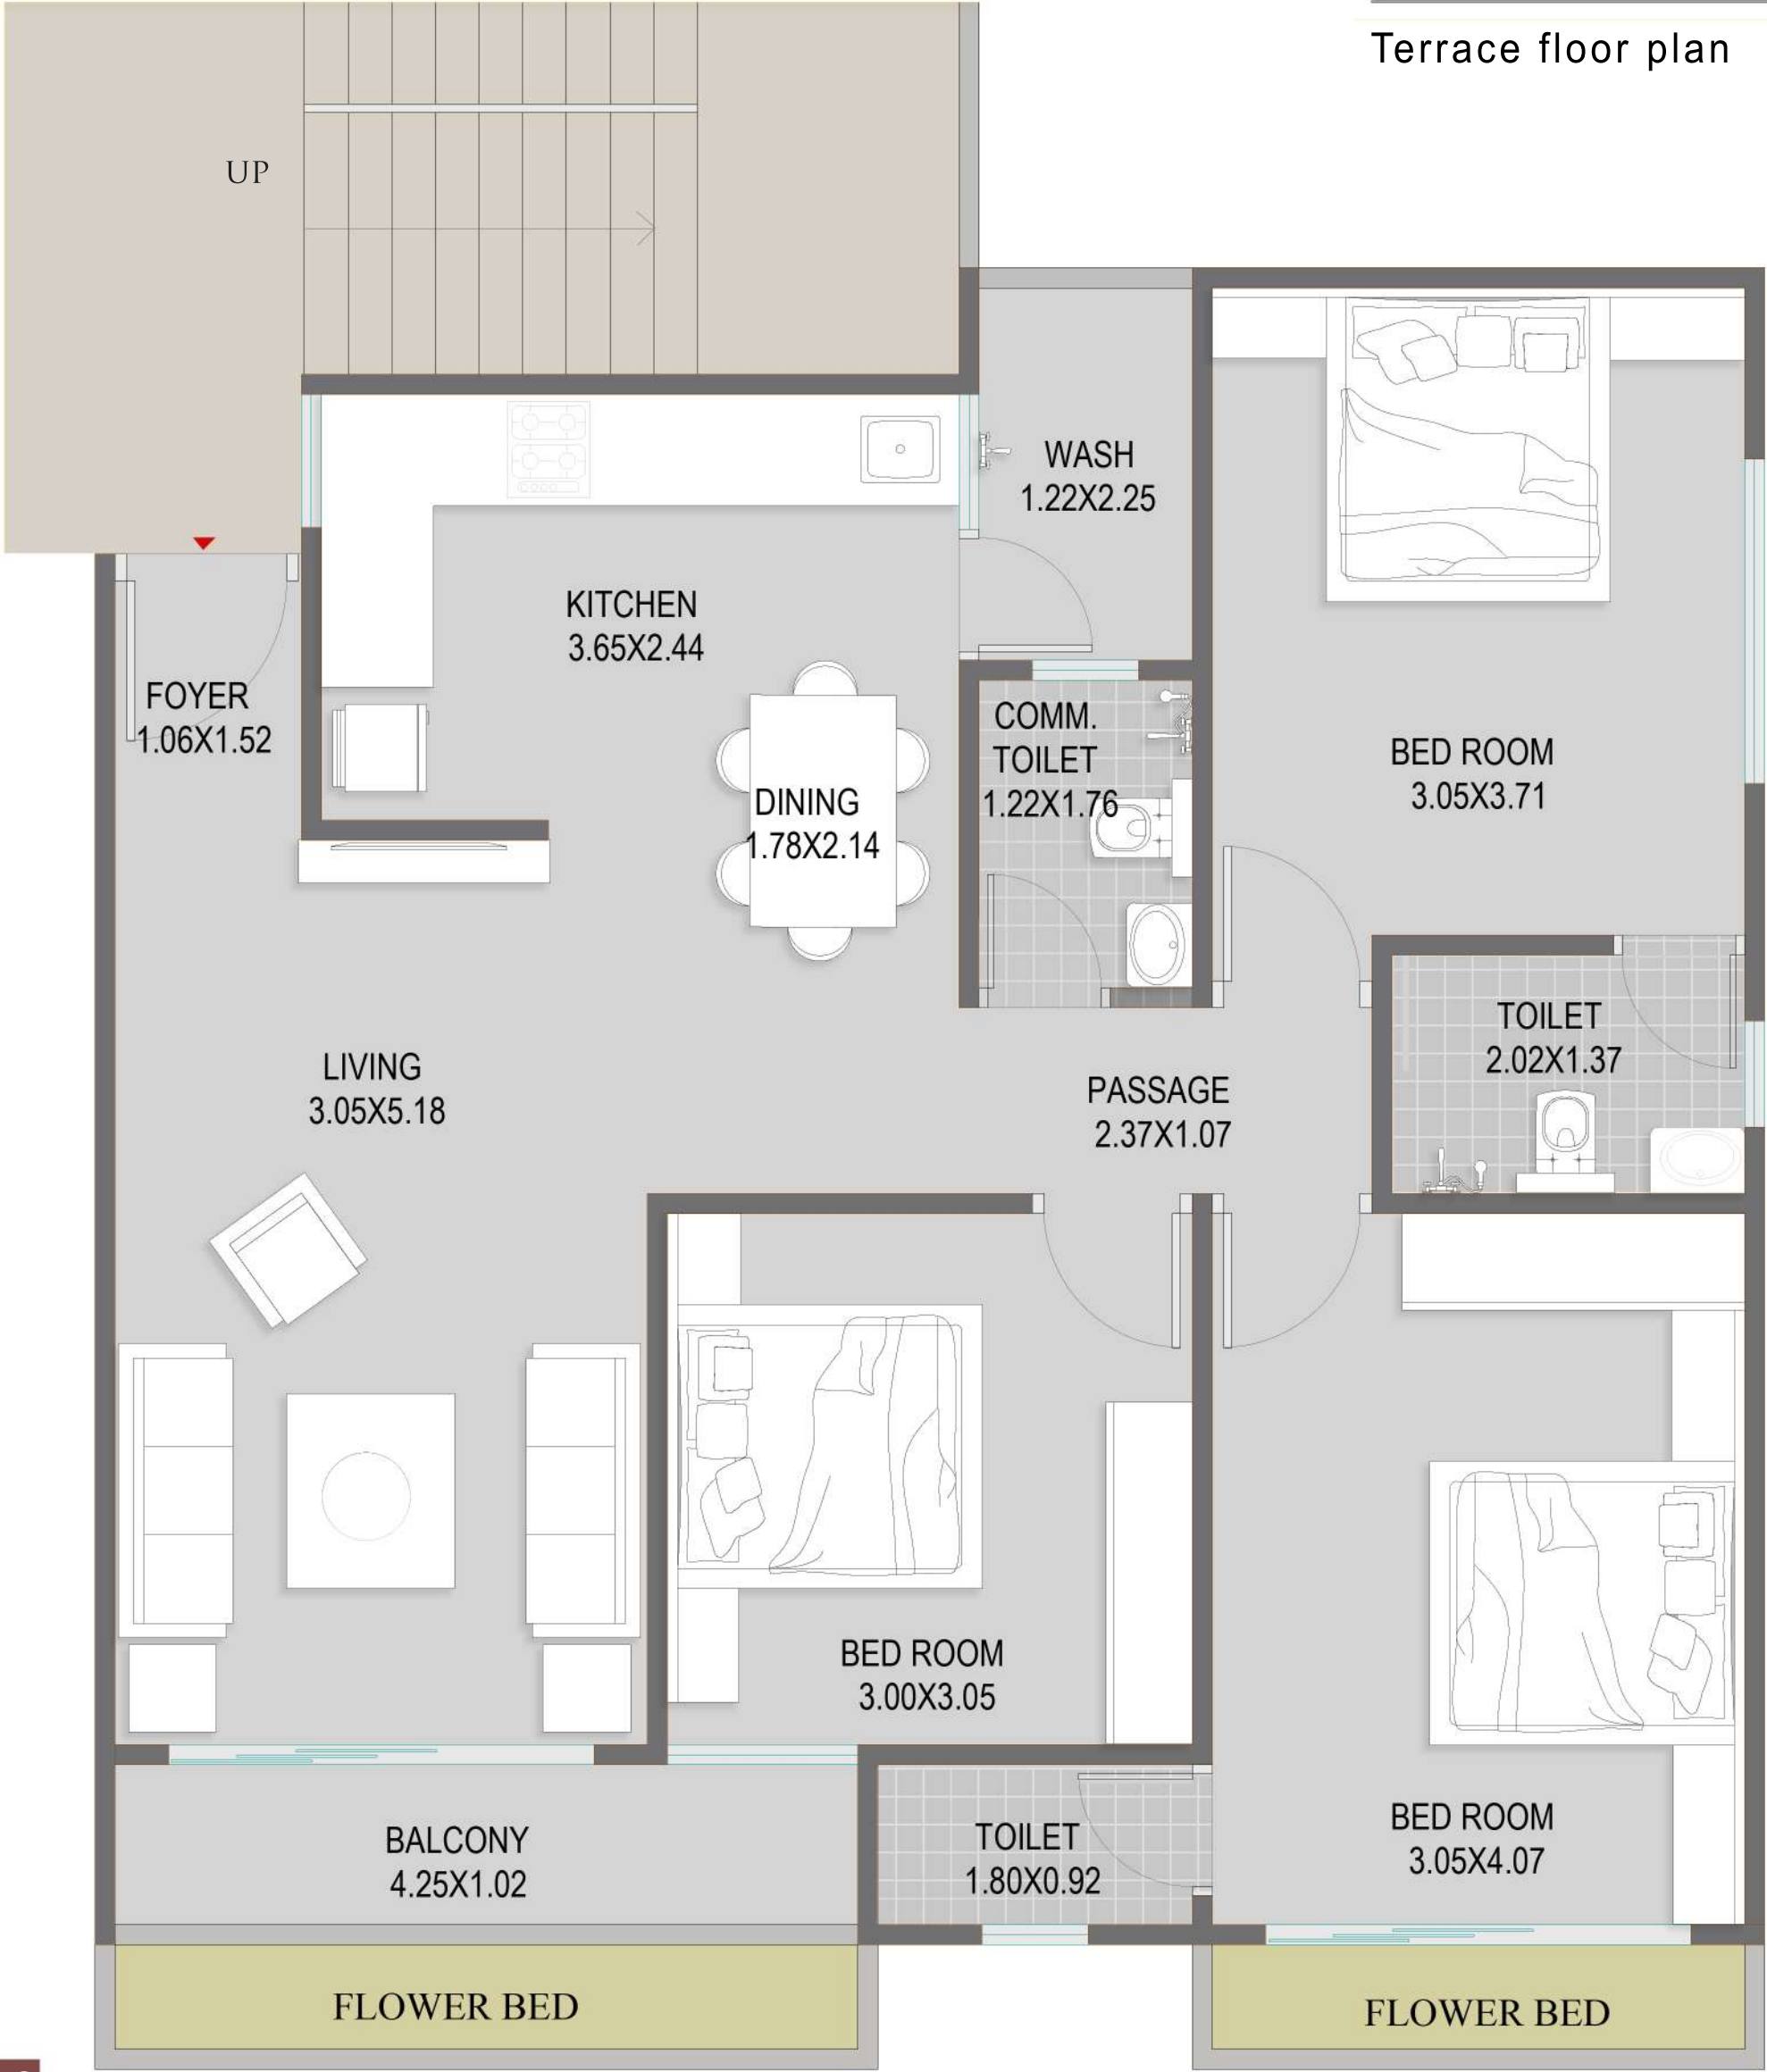 Terrace floor plan
UP
WASH
1.22X2.25
KITCHEN
3.65X2.44
FOYER
1.06X1.52
COMM.
TOILET
1.22X1.76
BED ROOM
3.05X3.71
DINING
1.78X2.14
TOILET
2.02X1.37
LIVING
3.05X5.18
PASSAGE
2.37X1.07
BED ROOM
3.00X3.05
BED ROOM
3.05X4.07
BALCONY
4.25X1.02
TOILET
1.80X0.92
FLOWER BED
FLOWER BED